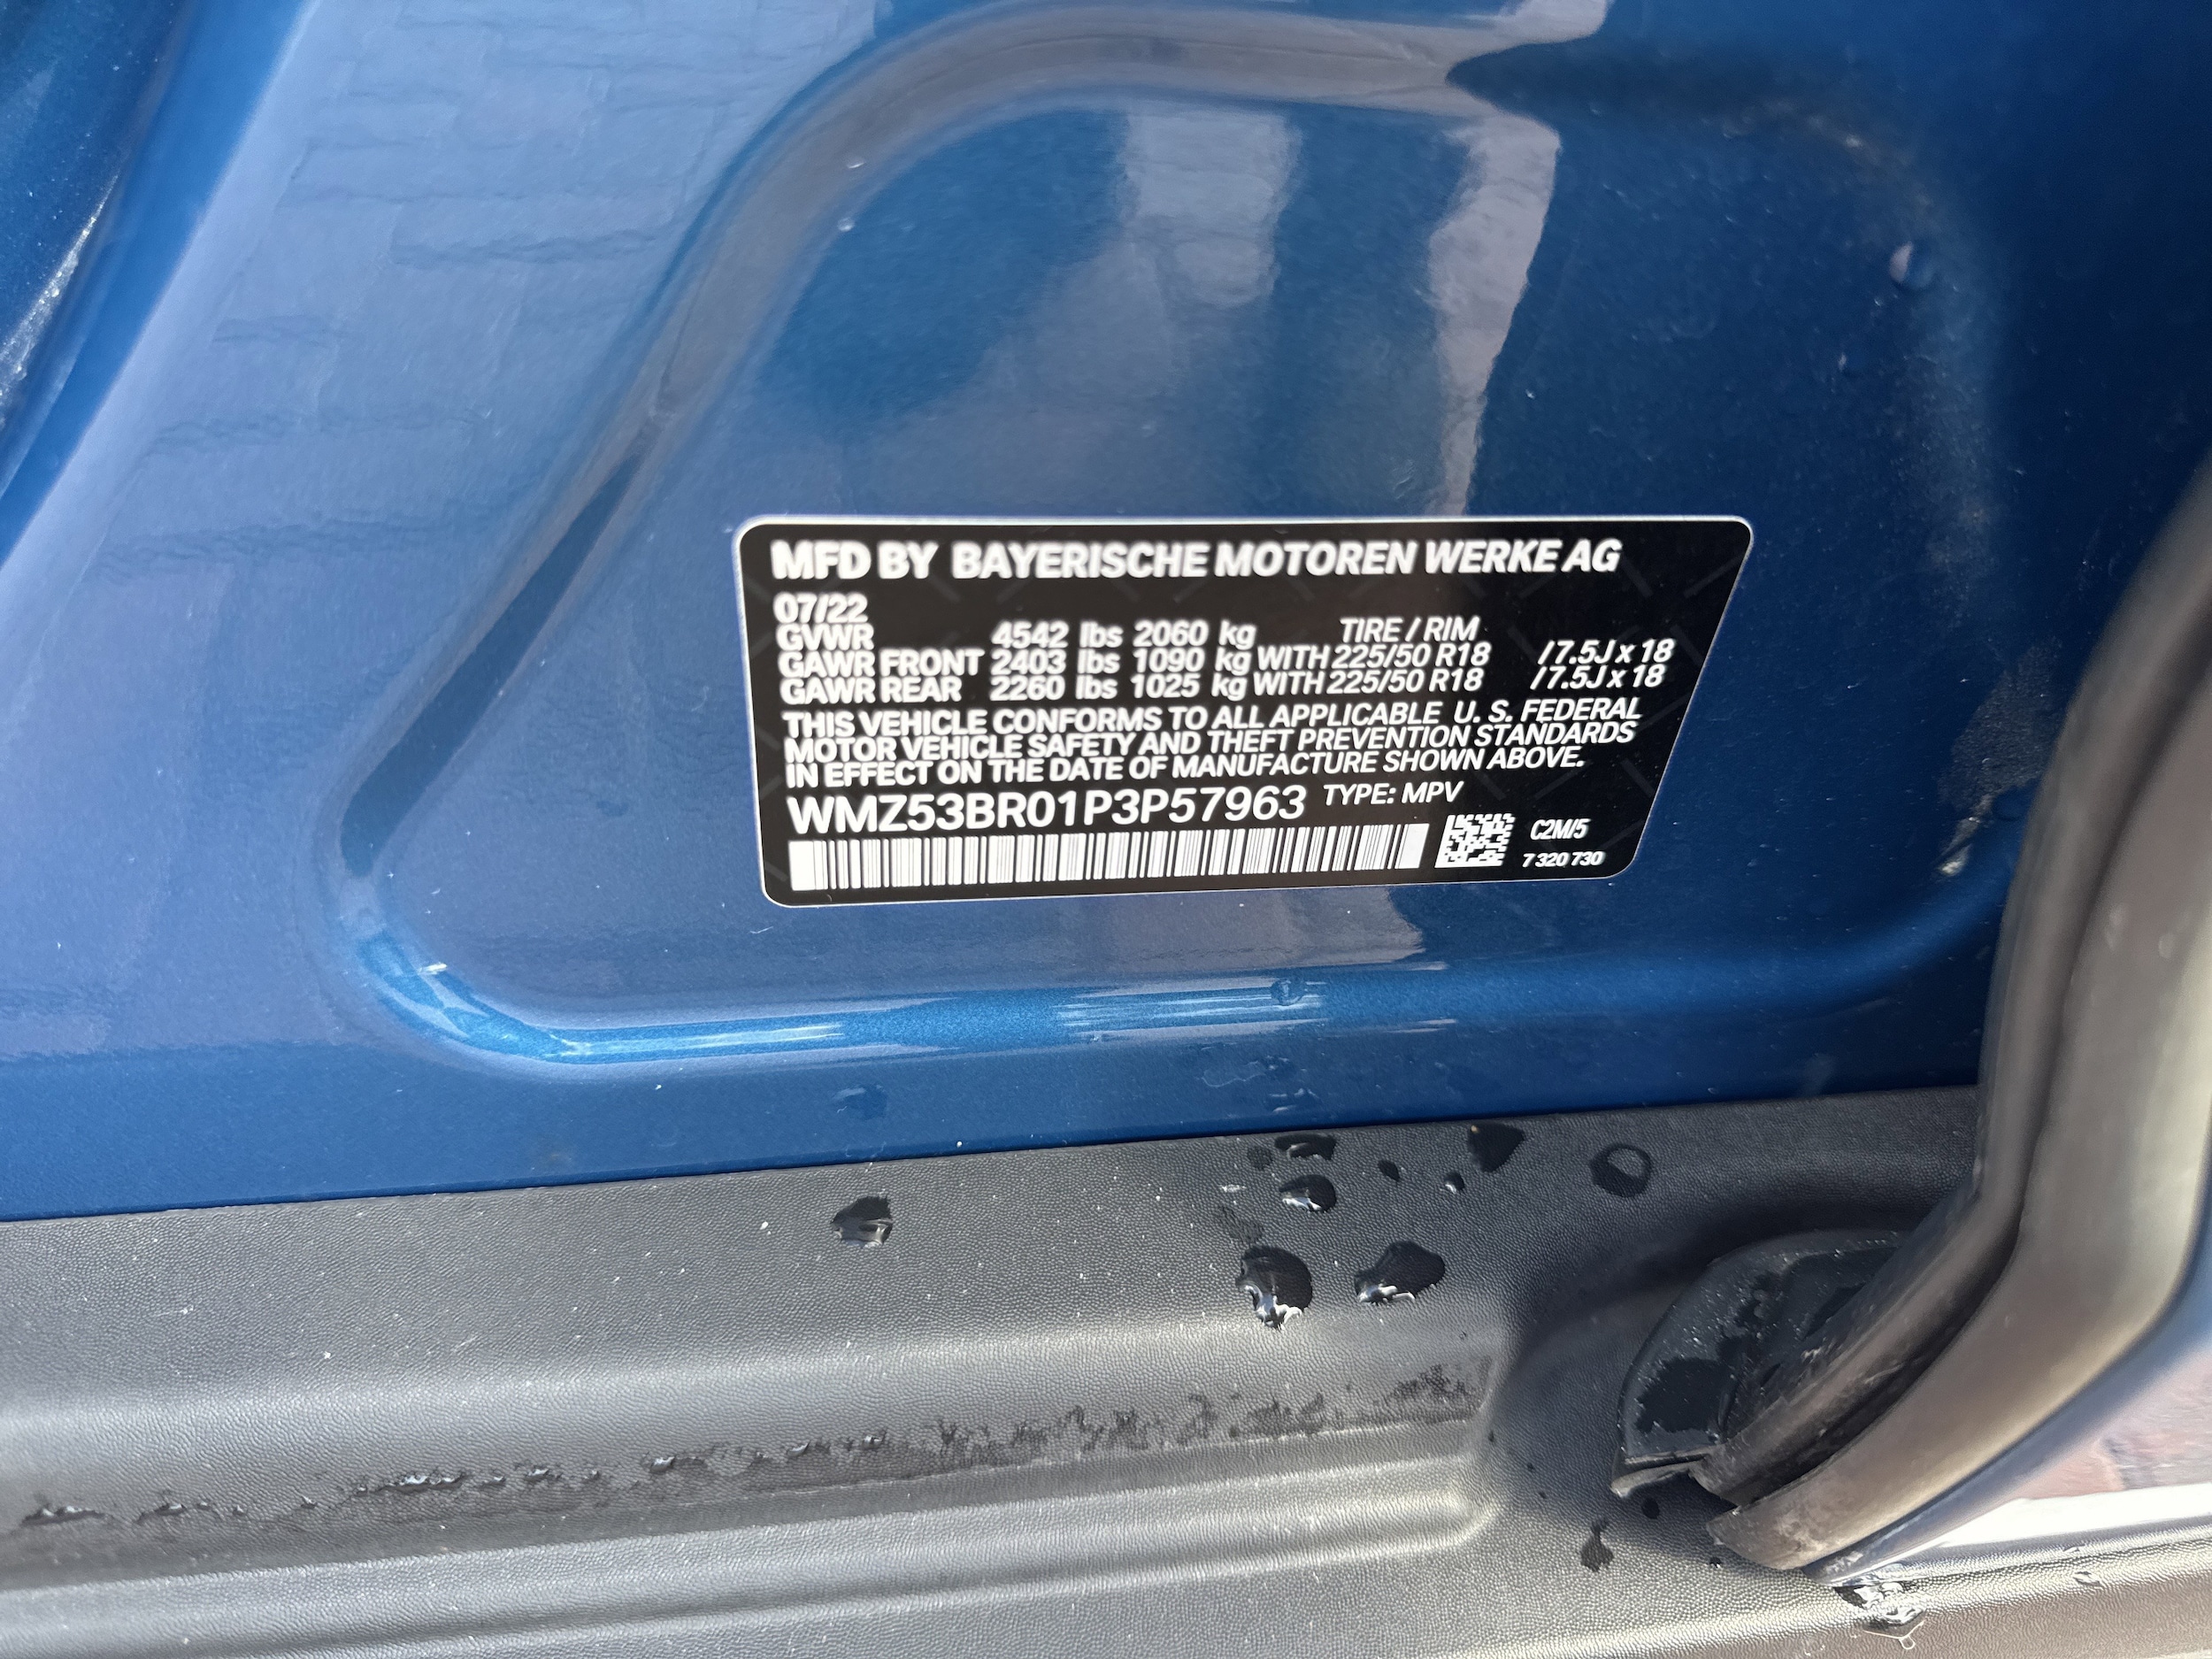 MFD BY BAYERISCHE MOTOREN WERKE AG
07/22
GVWR 4542 lbs 2060 kg TIRE / RIM
GAWR FRONT 2403 lbs 1090 kg WITH 225/50 R18 /7.5J x 18
GAWR REAR 2260 lbs 1025 kg WITH 225/50 R18 /7.5J x 18
THIS VEHICLE CONFORMS TO ALL APPLICABLE U. S. FEDERAL
MOTOR VEHICLE SAFETY AND THEFT PREVENTION STANDARDS
IN EFFECT ON THE DATE OF MANUFACTURE SHOWN ABOVE.
WMZ53BR01P3P57963 TYPE: MPV
C2M/5
7 320 730